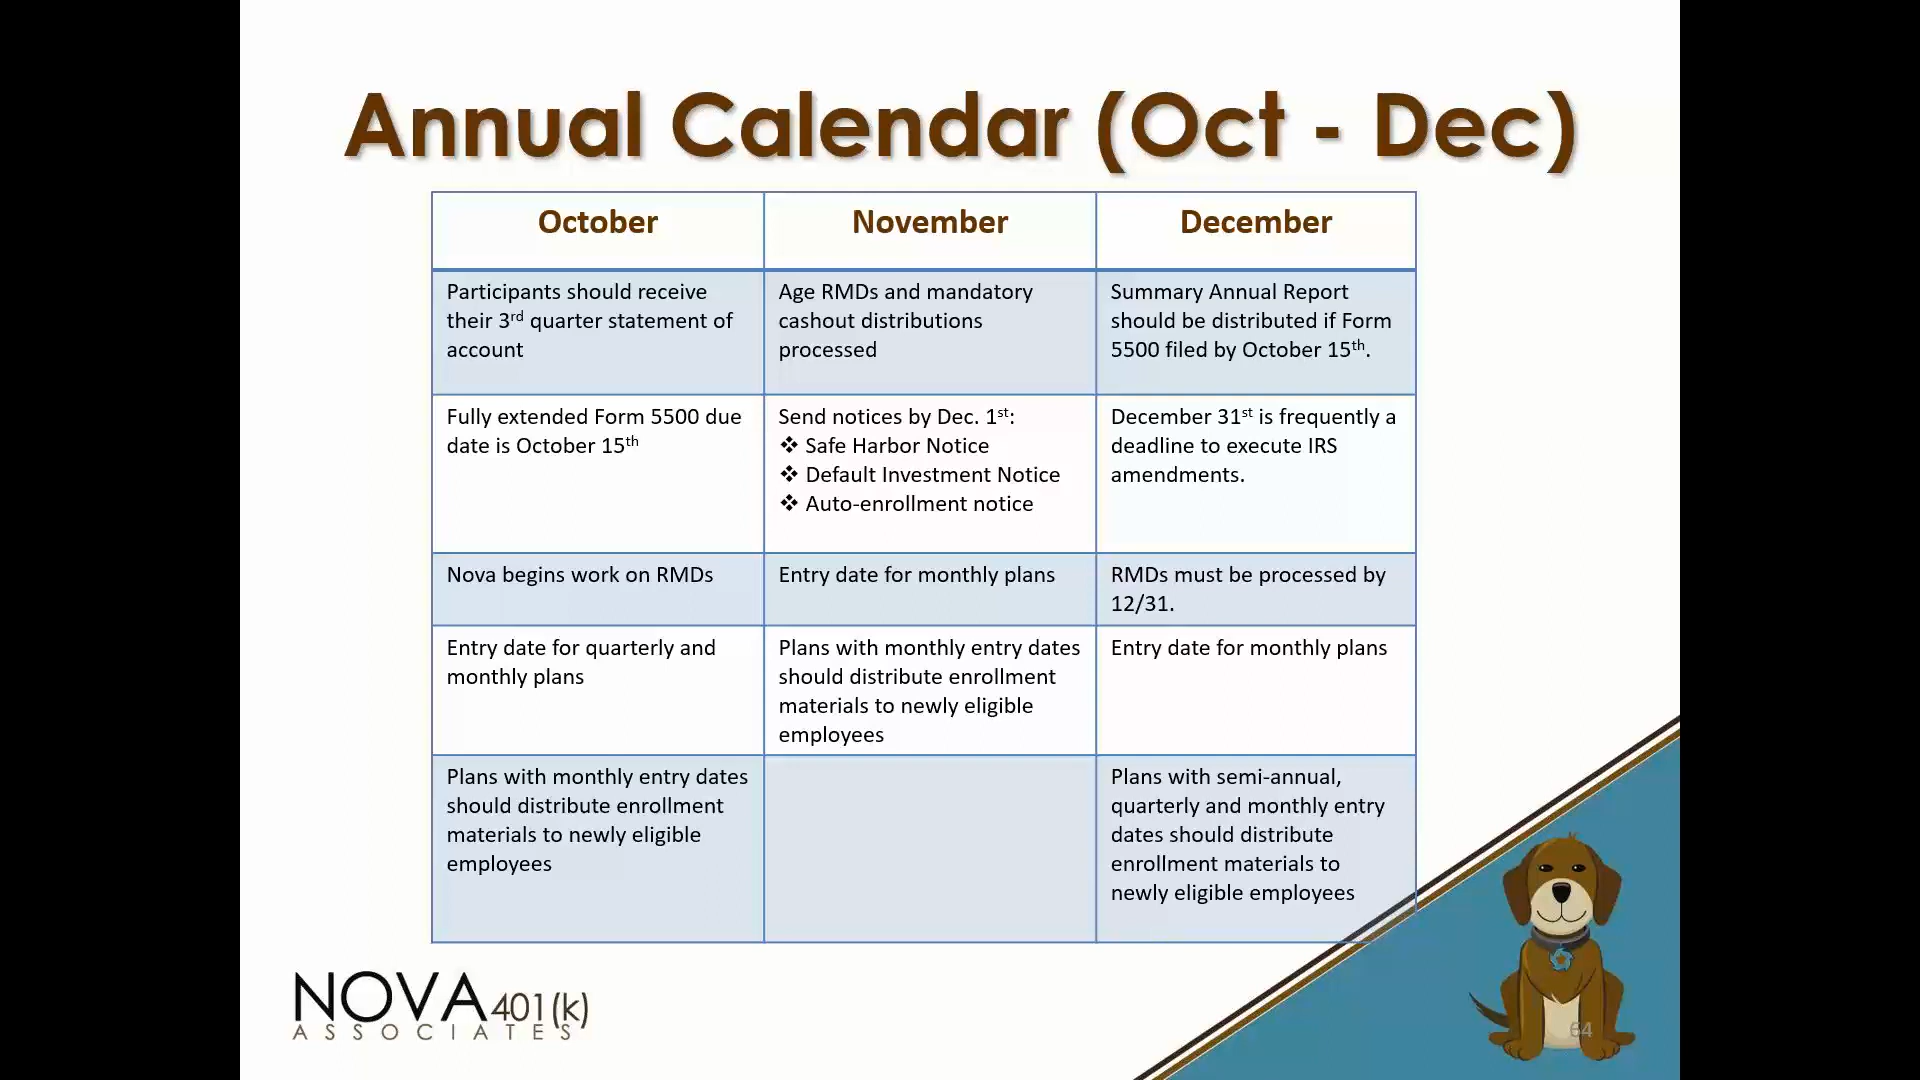 Annual Calendar (Oct - Dec)
October
November
December
Participants should receive
their 3rd quarter statement of
account
Age RMDs and mandatory
cashout distributions
processed
Summary Annual Report
should be distributed if Form
5500 filed by October 15th.
Fully extended Form 5500 due
date is October 15th
Send notices by Dec. 1st:
❖ Safe Harbor Notice
❖ Default Investment Notice
❖ Auto-enrollment notice
December 31st is frequently a
deadline to execute IRS
amendments.
Nova begins work on RMDs
Entry date for monthly plans
RMDs must be processed by
12/31.
Entry date for quarterly and
monthly plans
Plans with monthly entry dates
should distribute enrollment
materials to newly eligible
employees
Entry date for monthly plans
Plans with monthly entry dates
should distribute enrollment
materials to newly eligible
employees
Plans with semi-annual,
quarterly and monthly entry
dates should distribute
enrollment materials to
newly eligible employees
NOVA 401(k)
ASSOCIATES
64